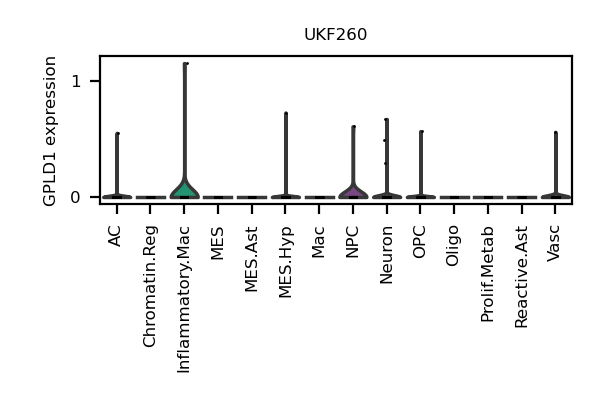 UKF260
GPLD1 expression
1
0
AC
Chromatin.Reg
Inflammatory.Mac
MES
MES.Ast
MES.Hyp
Mac
NPC
Neuron
OPC
Oligo
Prolif.Metab
Reactive.Ast
Vasc